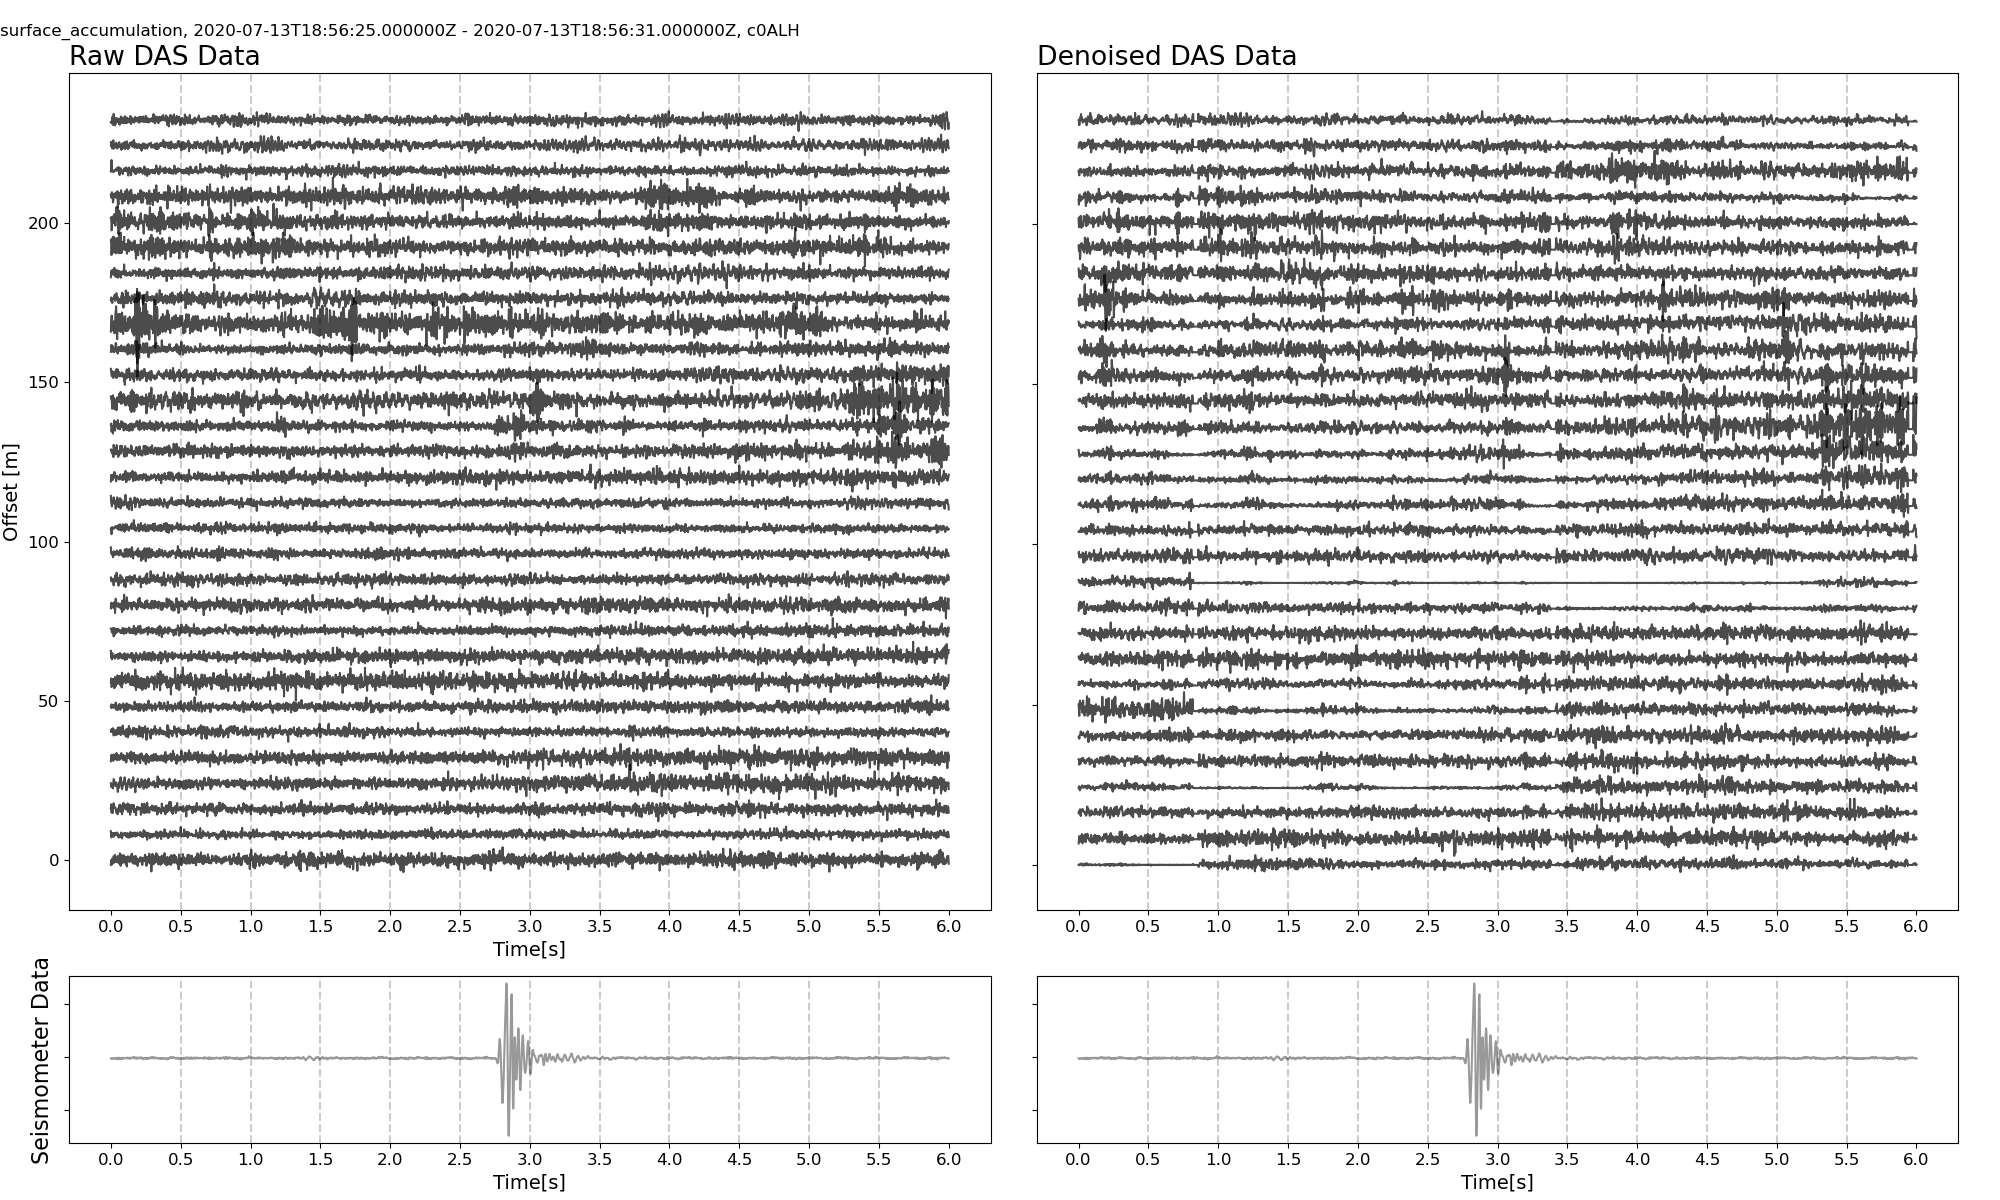 surface_accumulation, 2020-07-13T18:56:25.000000Z - 2020-07-13T18:56:31.000000Z, c0ALH
Raw DAS Data
Denoised DAS Data
Offset [m]
200
150
100
50
0
0.0 0.5 1.0 1.5 2.0 2.5 3.0 3.5 4.0 4.5 5.0 5.5 6.0
Time[s]
0.0 0.5 1.0 1.5 2.0 2.5 3.0 3.5 4.0 4.5 5.0 5.5 6.0
Seismometer Data
0.0 0.5 1.0 1.5 2.0 2.5 3.0 3.5 4.0 4.5 5.0 5.5 6.0
Time[s]
0.0 0.5 1.0 1.5 2.0 2.5 3.0 3.5 4.0 4.5 5.0 5.5 6.0
Time[s]